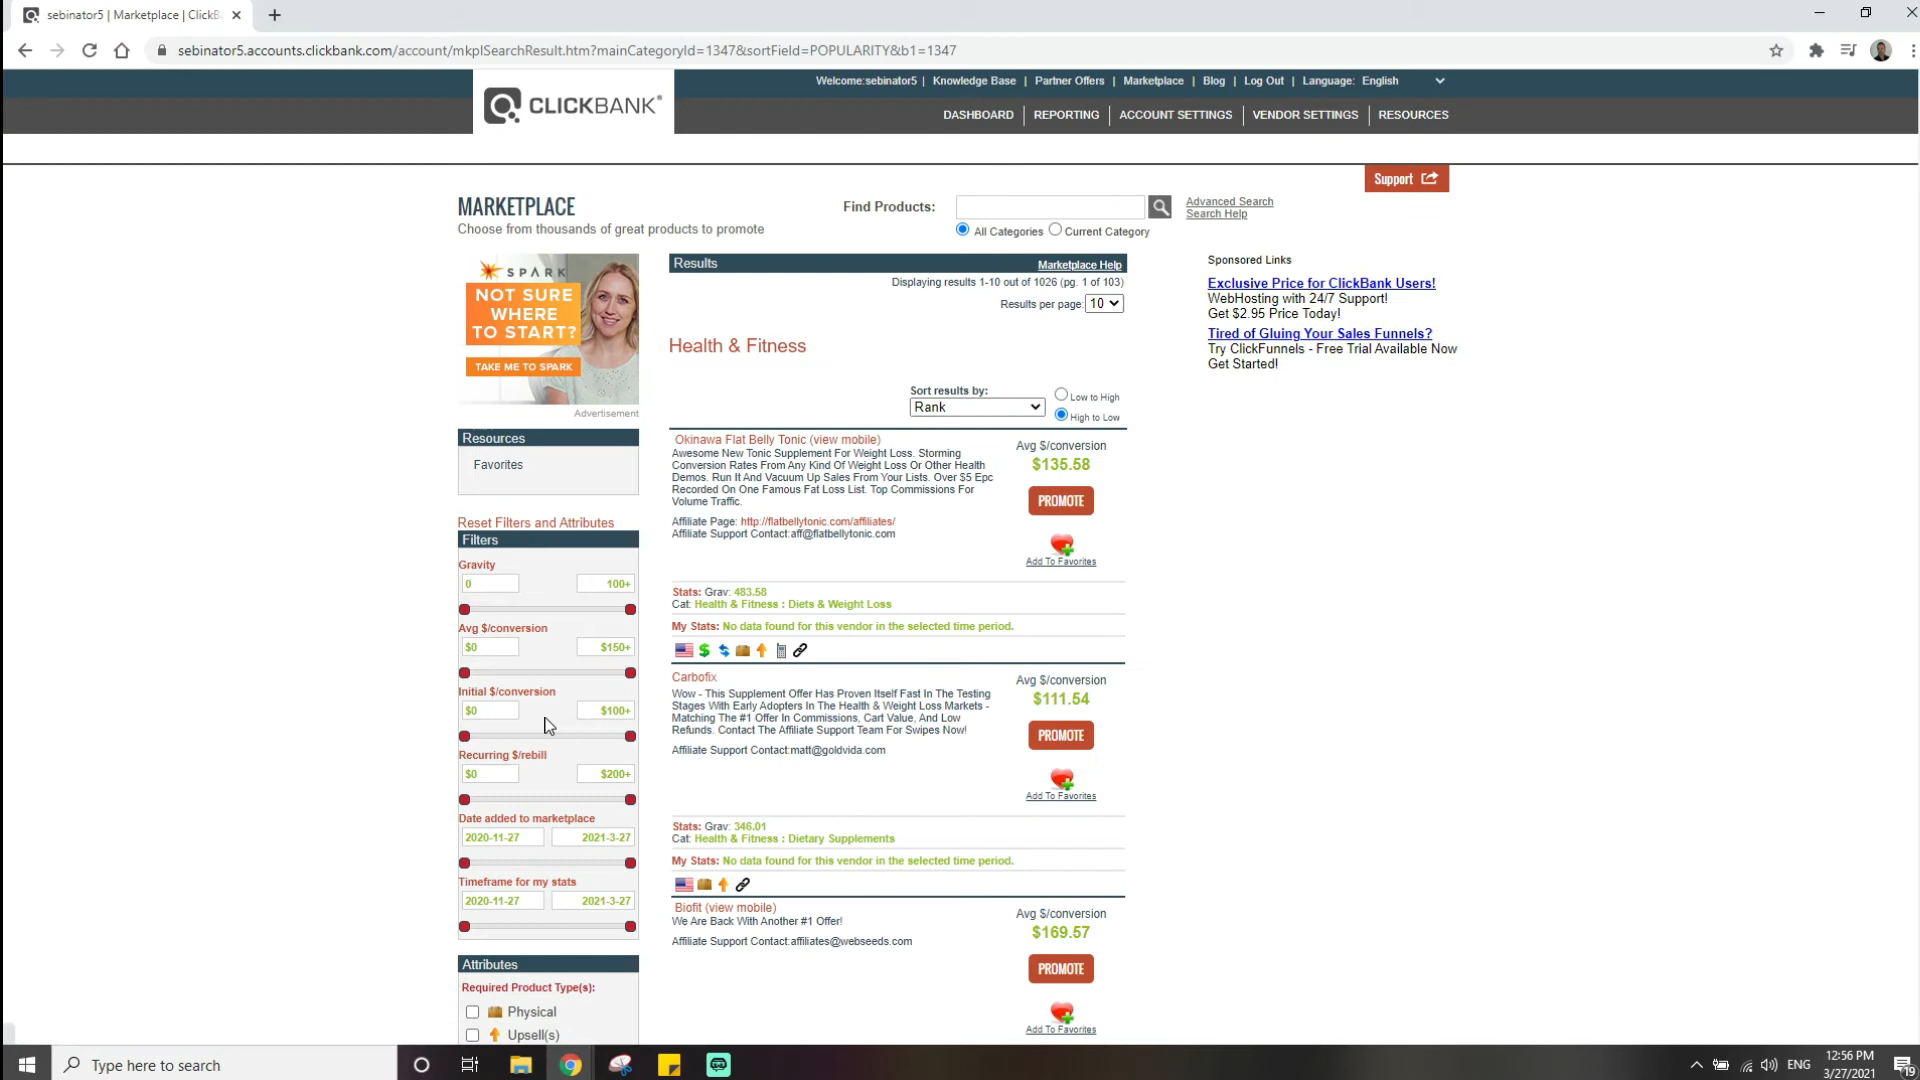 sebinator5 | Marketplace | ClickB
sebinator5.accounts.clickbank.com/account/mkplSearchResult.htm?mainCategoryId=1347&sortField=POPULARITY&b1=1347
Welcome:sebinator5 | Knowledge Base | Partner Offers | Marketplace | Blog | Log Out | Language: English
CLICKBANK®
DASHBOARD | REPORTING | ACCOUNT SETTINGS | VENDOR SETTINGS | RESOURCES
Support
MARKETPLACE
Choose from thousands of great products to promote
Find Products:
Advanced Search
Search Help
All Categories Current Category
SPARK
NOT SURE
WHERE
TO START?
TAKE ME TO SPARK
Advertisement
Resources
Favorites
Reset Filters and Attributes
Filters
Gravity
0 100+
Avg $/conversion
$0 $150+
Initial $/conversion
$0 $100+
Recurring $/rebill
$0 $200+
Date added to marketplace
2020-11-27 2021-3-27
Timeframe for my stats
2020-11-27 2021-3-27
Attributes
Required Product Type(s):
Physical
Upsell(s)
Results Marketplace Help
Displaying results 1-10 out of 1026 (pg. 1 of 103)
Results per page: 10
Health & Fitness
Sort results by:
Rank
Low to High
High to Low
Okinawa Flat Belly Tonic (view mobile)
Awesome New Tonic Supplement For Weight Loss. Storming
Conversion Rates From Any Kind Of Weight Loss Or Other Health
Demos. Run It And Vacuum Up Sales From Your Lists. Over $5 Epc
Recorded On One Famous Fat Loss List. Top Commissions For
Volume Traffic.
Affiliate Page: http://flatbellytonic.com/affiliates/
Affiliate Support Contact:aff@flatbellytonic.com
Avg $/conversion
$135.58
PROMOTE
Add To Favorites
Stats: Grav: 483.58
Cat: Health & Fitness : Diets & Weight Loss
My Stats: No data found for this vendor in the selected time period.
Carbofix
Wow - This Supplement Offer Has Proven Itself Fast In The Testing
Stages With Early Adopters In The Health & Weight Loss Markets -
Matching The #1 Offer In Commissions, Cart Value, And Low
Refunds. Contact The Affiliate Support Team For Swipes Now!
Affiliate Support Contact:matt@goldvida.com
Avg $/conversion
$111.54
PROMOTE
Add To Favorites
Stats: Grav: 346.01
Cat: Health & Fitness : Dietary Supplements
My Stats: No data found for this vendor in the selected time period.
Biofit (view mobile)
We Are Back With Another #1 Offer!
Affiliate Support Contact:affiliates@webseeds.com
Avg $/conversion
$169.57
PROMOTE
Add To Favorites
Sponsored Links
Exclusive Price for ClickBank Users!
WebHosting with 24/7 Support!
Get $2.95 Price Today!
Tired of Gluing Your Sales Funnels?
Try ClickFunnels - Free Trial Available Now
Get Started!
Type here to search
ENG
12:56 PM
3/27/2021
19